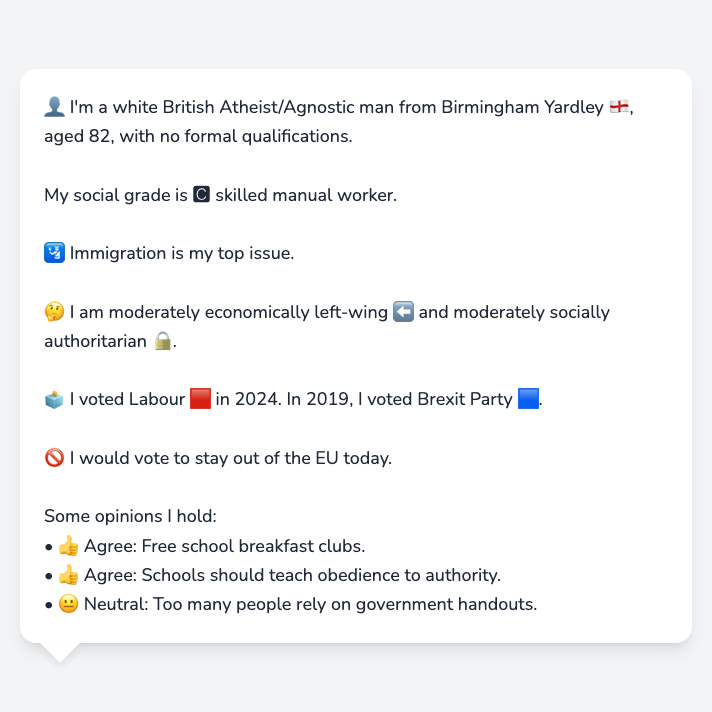 👤 I'm a white British Atheist/Agnostic man from Birmingham Yardley 🏴󠁧󠁢󠁥󠁮󠁧󠁿,
aged 82, with no formal qualifications.
My social grade is 🅲 skilled manual worker.
🛂 Immigration is my top issue.
🤔 I am moderately economically left-wing ⬅️ and moderately socially
authoritarian 🔒.
🗳️ I voted Labour 🟥 in 2024. In 2019, I voted Brexit Party 🟦.
🚫 I would vote to stay out of the EU today.
Some opinions I hold:
• 👍 Agree: Free school breakfast clubs.
• 👍 Agree: Schools should teach obedience to authority.
• 😐 Neutral: Too many people rely on government handouts.